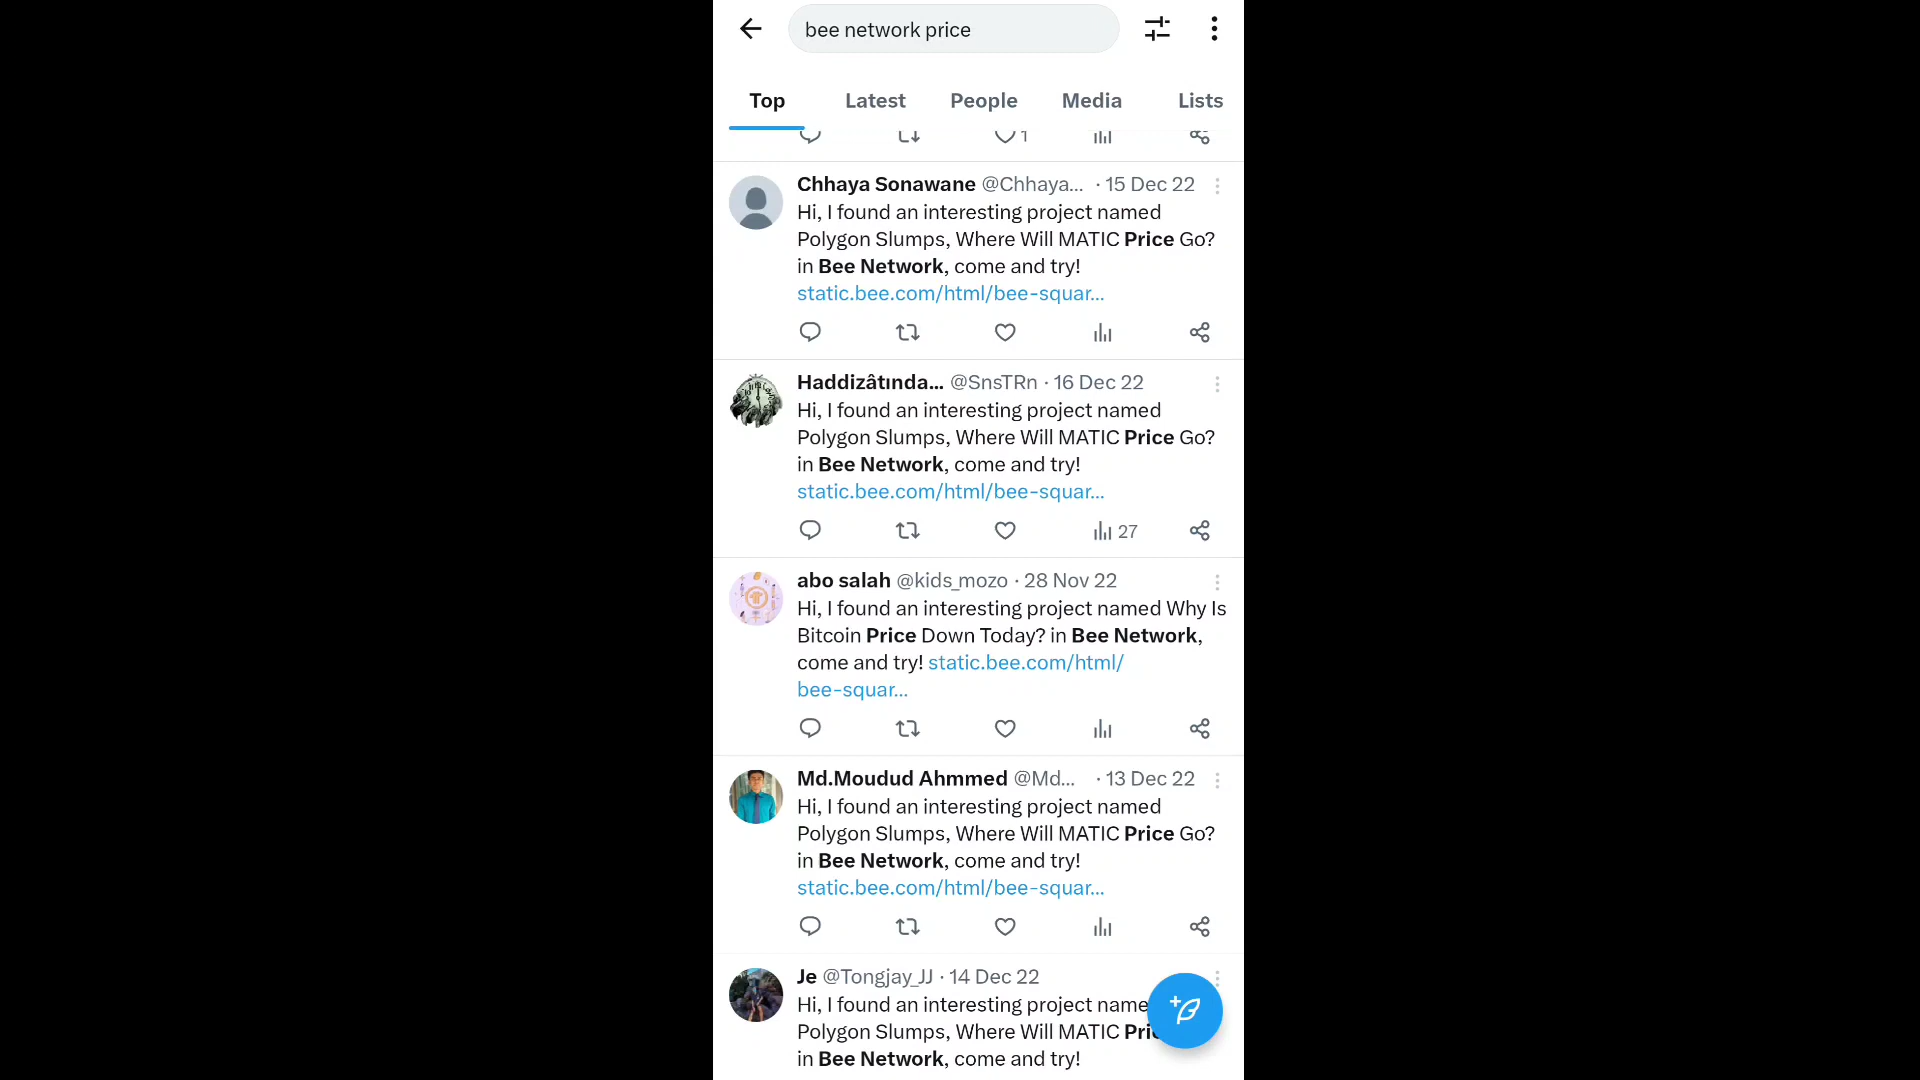 bee network price
Top Latest People Media Lists
1
Chhaya Sonawane @Chhaya... · 15 Dec 22
Hi, I found an interesting project named
Polygon Slumps, Where Will MATIC Price Go?
in Bee Network, come and try!
static.bee.com/html/bee-squar...
Haddizâtında... @SnsTRn · 16 Dec 22
Hi, I found an interesting project named
Polygon Slumps, Where Will MATIC Price Go?
in Bee Network, come and try!
static.bee.com/html/bee-squar...
27
abo salah @kids_mozo · 28 Nov 22
Hi, I found an interesting project named Why Is
Bitcoin Price Down Today? in Bee Network,
come and try! static.bee.com/html/
bee-squar...
Md.Moudud Ahmmed @Md... · 13 Dec 22
Hi, I found an interesting project named
Polygon Slumps, Where Will MATIC Price Go?
in Bee Network, come and try!
static.bee.com/html/bee-squar...
Je @Tongjay_JJ · 14 Dec 22
Hi, I found an interesting project name
Polygon Slumps, Where Will MATIC Pric
in Bee Network, come and try!